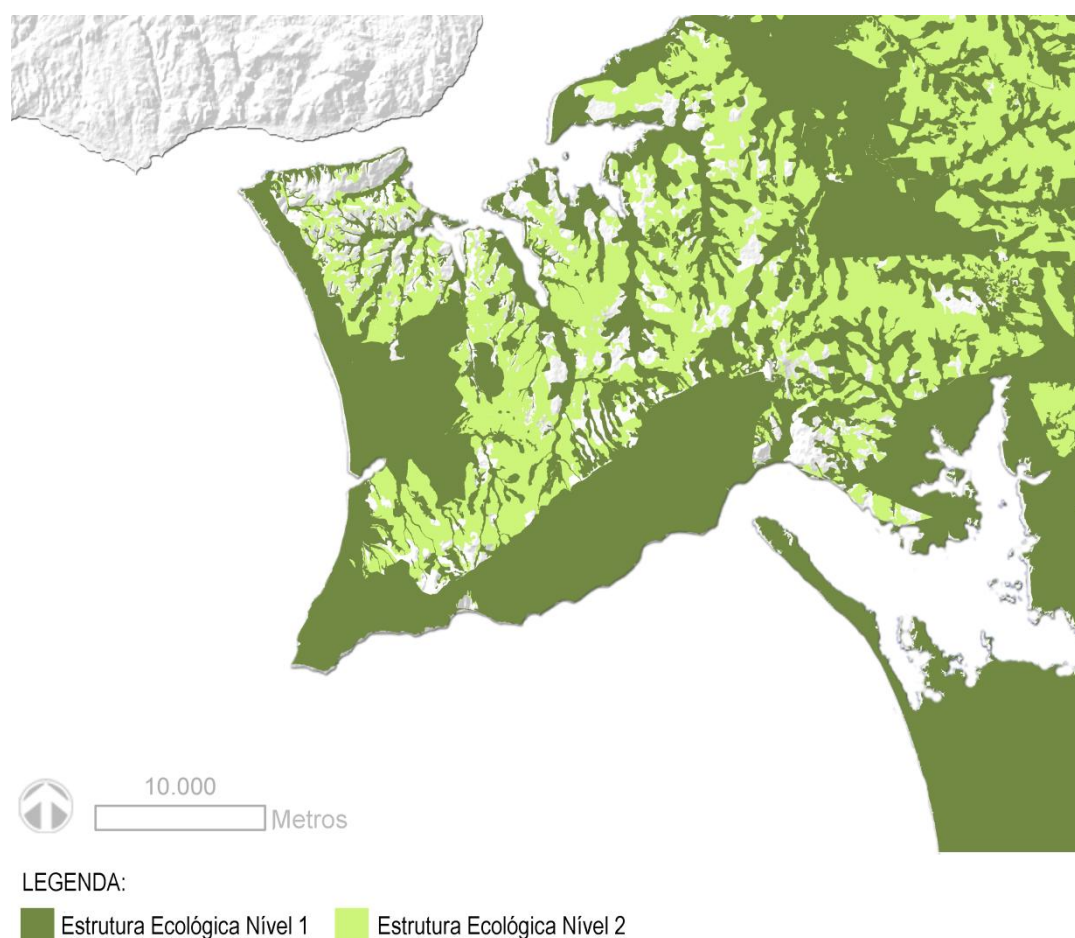 10.000
Metros
LEGENDA:
Estrutura Ecológica Nível 1
Estrutura Ecológica Nível 2